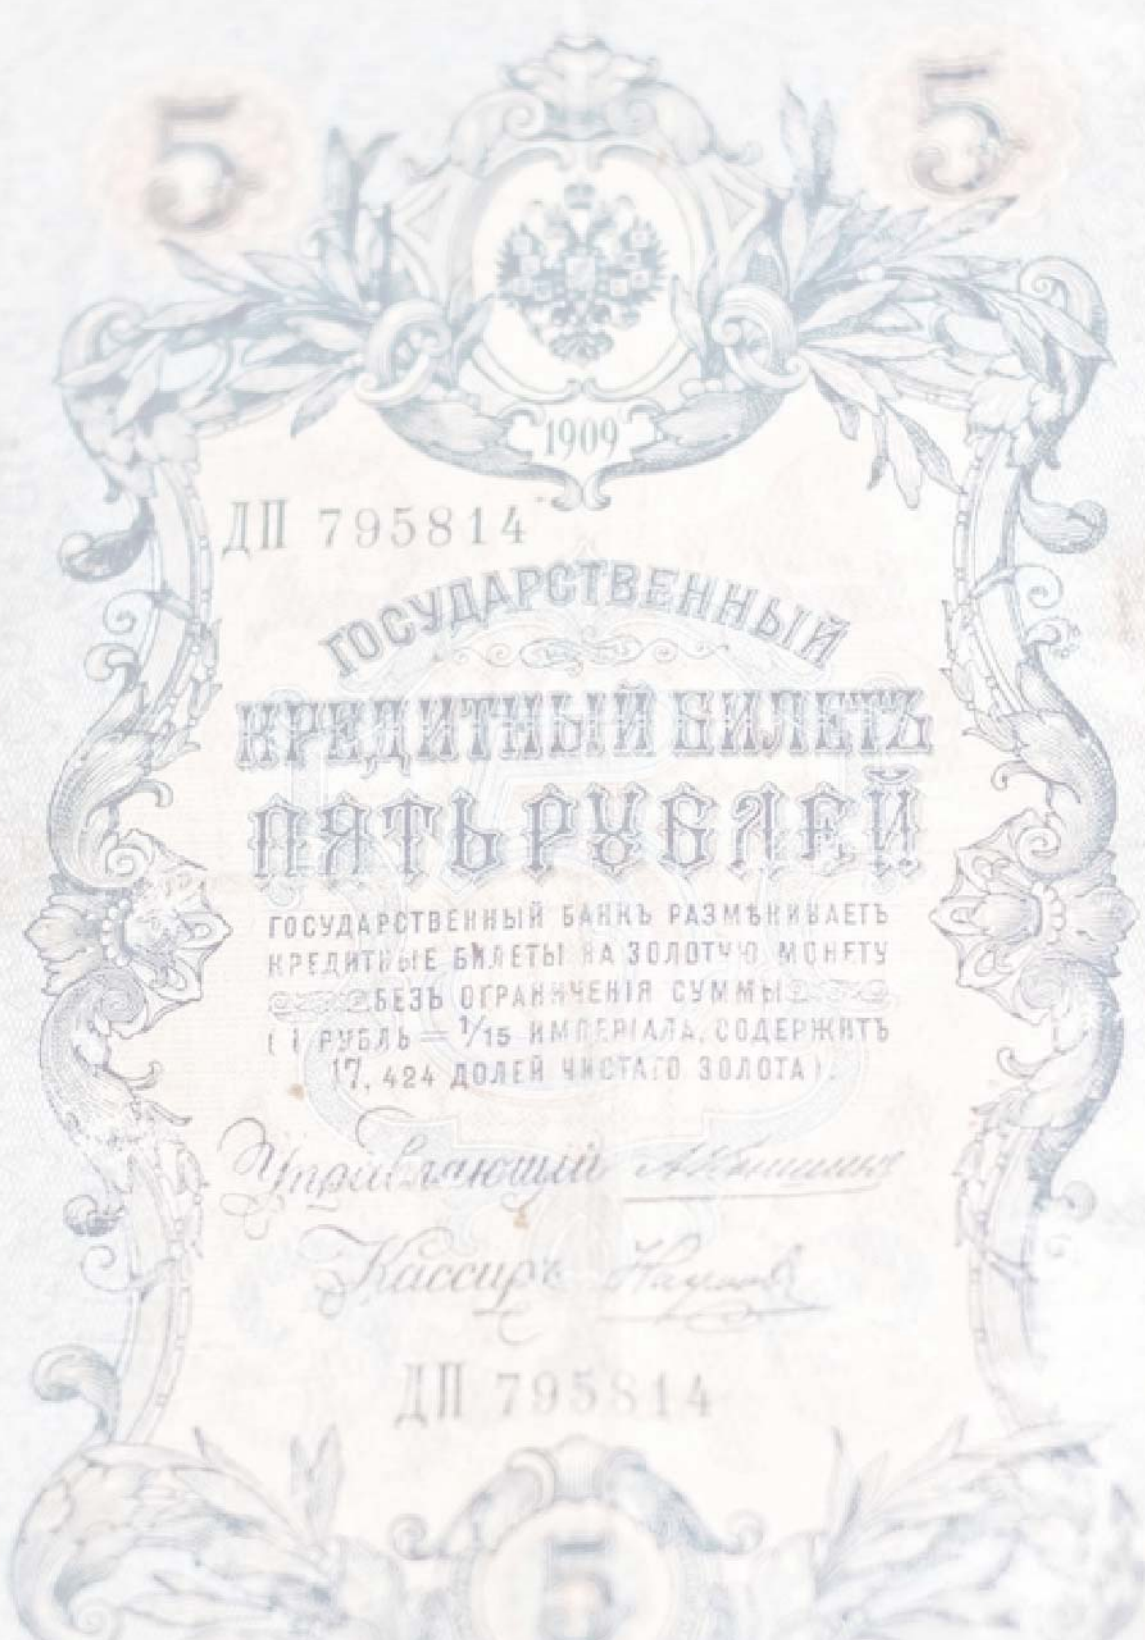 5 5
1909
ДП 795814
ГОСУДАРСТВЕННЫЙ
КРЕДИТНЫЙ БИЛЕТЪ
ПЯТЬ РУБЛЕЙ
ГОСУДАРСТВЕННЫЙ БАНКЪ РАЗМѢНИВАЕТЪ
КРЕДИТНЫЕ БИЛЕТЫ НА ЗОЛОТУЮ МОНЕТУ
БЕЗЪ ОГРАНИЧЕНІЯ СУММЫ
(1 РУБЛЬ = 1/15 ИМПЕРІАЛА, СОДЕРЖИТЪ
17,424 ДОЛЕЙ ЧИСТАГО ЗОЛОТА).
Управляющій
Кассиръ
ДП 795814
5